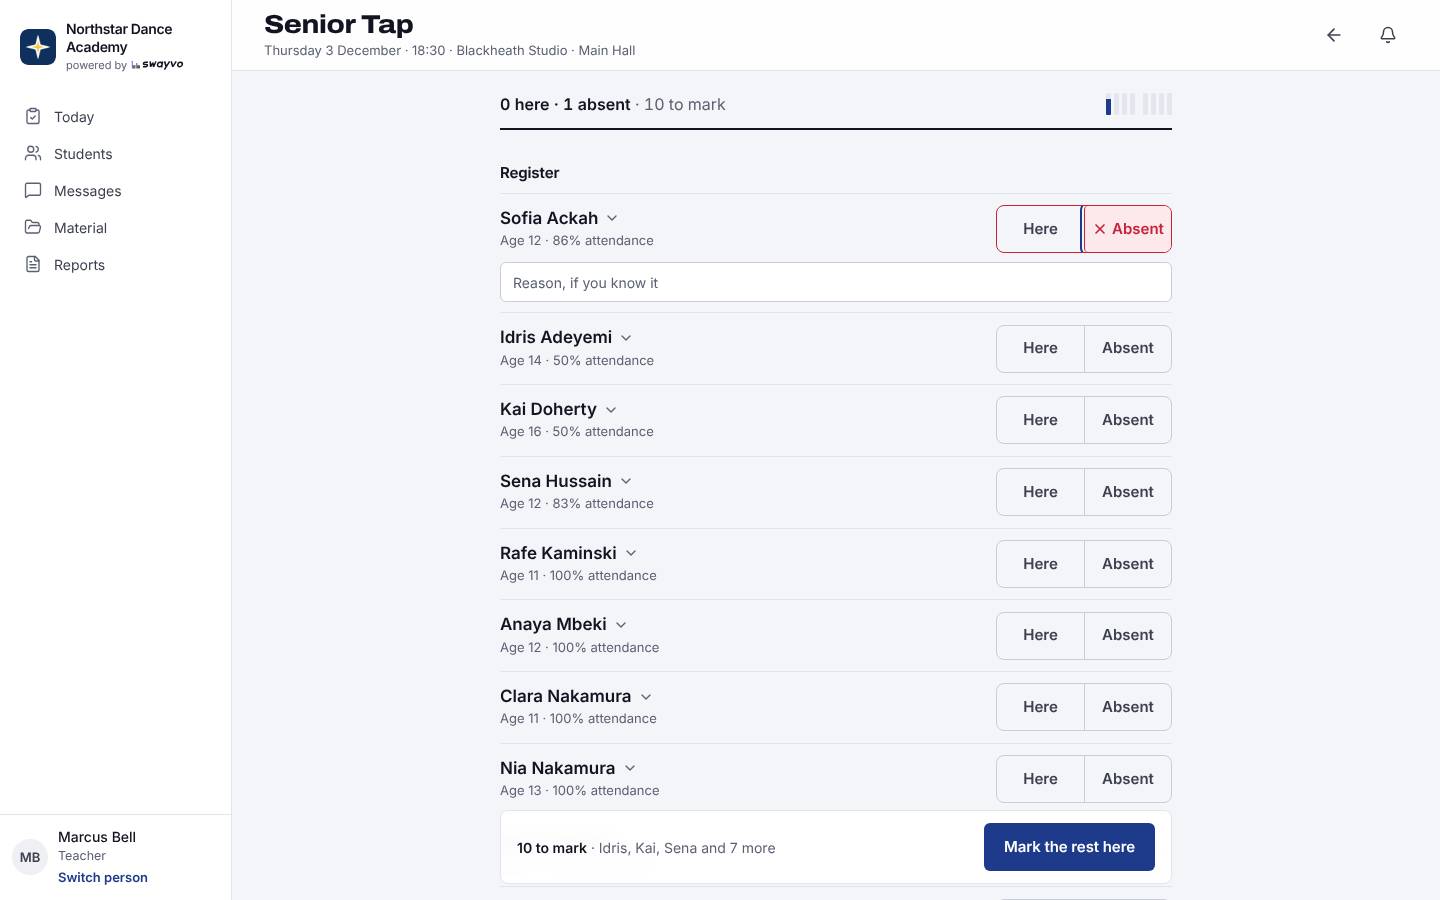 Northstar Dance
Academy
powered by swayvo
Today
Students
Messages
Material
Reports
Marcus Bell
MB
Teacher
Switch person
Senior Tap
Thursday 3 December · 18:30 · Blackheath Studio · Main Hall
0 here · 1 absent · 10 to mark
Register
Sofia Ackah
Age 12 · 86% attendance
Here
Absent
Reason, if you know it
Idris Adeyemi
Age 14 · 50% attendance
Here
Absent
Kai Doherty
Age 16 · 50% attendance
Here
Absent
Sena Hussain
Age 12 · 83% attendance
Here
Absent
Rafe Kaminski
Age 11 · 100% attendance
Here
Absent
Anaya Mbeki
Age 12 · 100% attendance
Here
Absent
Clara Nakamura
Age 11 · 100% attendance
Here
Absent
Nia Nakamura
Age 13 · 100% attendance
Here
Absent
10 to mark · Idris, Kai, Sena and 7 more
Mark the rest here